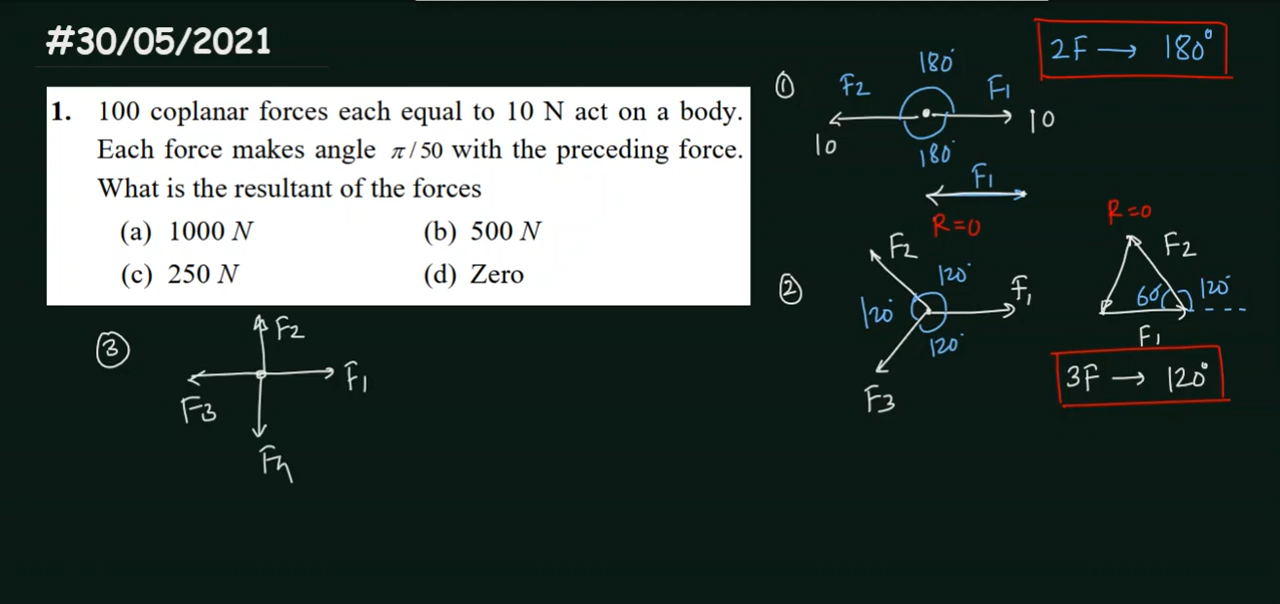 #30/05/2021
1. 100 coplanar forces each equal to 10 N act on a body.
Each force makes angle π/50 with the preceding force.
What is the resultant of the forces
(a) 1000 N (b) 500 N
(c) 250 N (d) Zero
2F → 180°
①
180°
F2 F1
10 10
180°
F1
R=0
②
F2
120°
F1
120°
120°
F3
R=0
F2
60° 120°
F1
3F → 120°
③
F2
F1
F3
F4